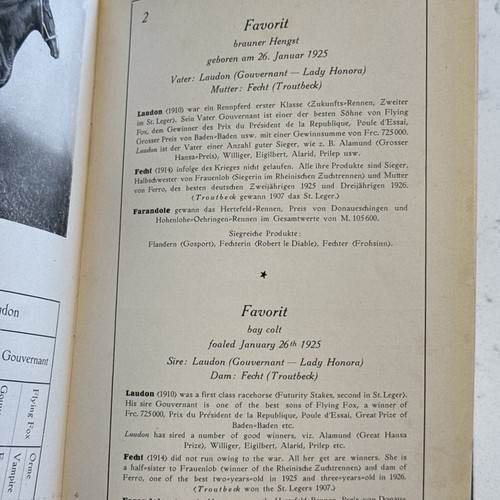 2
Favorit
brauner Hengst
geboren am 26. Januar 1925
Vater: Laudon (Gouvernant — Lady Honora)
Mutter: Fecht (Troutbeck)
Laudon (1910) war ein Rennpferd erster Klasse (Zukunfts-Rennen, Zweiter
im St. Leger). Sein Vater Gouvernant ist einer der besten Söhne von Flying
Fox, dem Gewinner des Prix du Président de la Republique, Poule d'Essai,
Grosser Preis von Baden-Baden usw. mit einer Gewinnsumme von Frc. 725 000.
Laudon ist der Vater einer Anzahl guter Sieger, wie z. B. Alamund (Grosser
Hansa-Preis), Williger, Eigilbert, Alarid, Prilep usw.
Fecht (1914) infolge des Krieges nicht gelaufen. Alle ihre Produkte sind Sieger,
Halbschwester von Frauenlob (Siegerin im Rheinischen Zuchtrennen) und Mutter
von Ferro, des besten deutschen Zweijährigen 1925 und Dreijährigen 1926.
(Troutbeck gewann 1907 das St. Leger.)
Farandole gewann das Hertefeld-Rennen, Preis von Donaueschingen und
Hohenlohe-Oehringen-Rennen im Gesamtwerte von M. 105 600.
Siegreiche Produkte:
Flandern (Gosport), Fechterin (Robert le Diable), Fechter (Frohsinn).
Favorit
bay colt
foaled January 26th 1925
Sire: Laudon (Gouvernant — Lady Honora)
Dam: Fecht (Troutbeck)
Laudon (1910) was a first class racehorse (Futurity Stakes, second in St. Leger).
His sire Gouvernant is one of the best sons of Flying Fox, a winner of
Frc. 725 000, Prix du Président de la Republique, Poule d'Essai, Great Prize of
Baden-Baden etc.
Laudon has sired a number of good winners, viz. Alamund (Great Hansa
Prize), Williger, Eigilbert, Alarid, Prilep etc.
Fecht (1914) did not run owing to the war. All her get are winners. She is
a half-sister to Frauenlob (winner of the Rheinische Zuchtrennen) and dam of
Ferro, one of the best two-years-old in 1925 and three-years-old in 1926.
(Troutbeck won the St. Legers 1907.)
Gouvernant
Flying Fox
Orme
Vampire